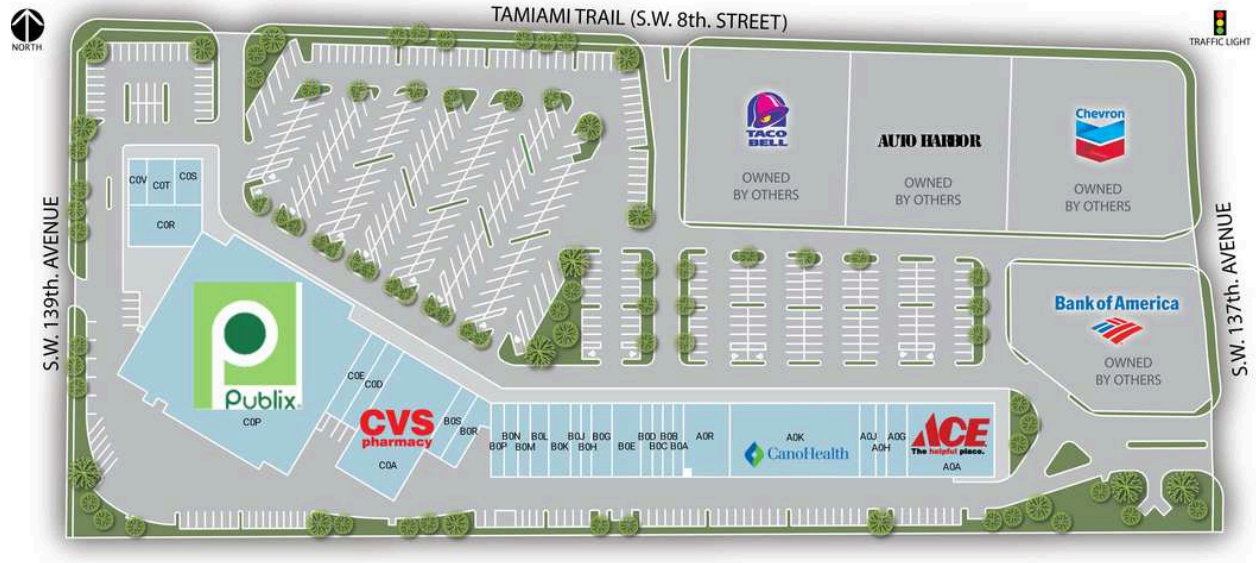 NORTH
TAMIAMI TRAIL (S.W. 8th. STREET)
TRAFFIC LIGHT
S.W. 139th. AVENUE
S.W. 137th. AVENUE
TACO
BELL
OWNED
BY OTHERS
AUTO HARBOR
OWNED
BY OTHERS
Chevron
OWNED
BY OTHERS
Bank of America
OWNED
BY OTHERS
C0V
C0T
C0S
C0R
Publix.
C0P
C0E
C0D
CVS
pharmacy
C0A
B0S
B0R
B0P
B0N
B0M
B0L
B0K
B0J
B0H
B0G
B0E
B0D
B0C
B0B
B0A
A0R
A0K
CanoHealth
A0J
A0H
A0G
ACE
The helpful place.
A0A